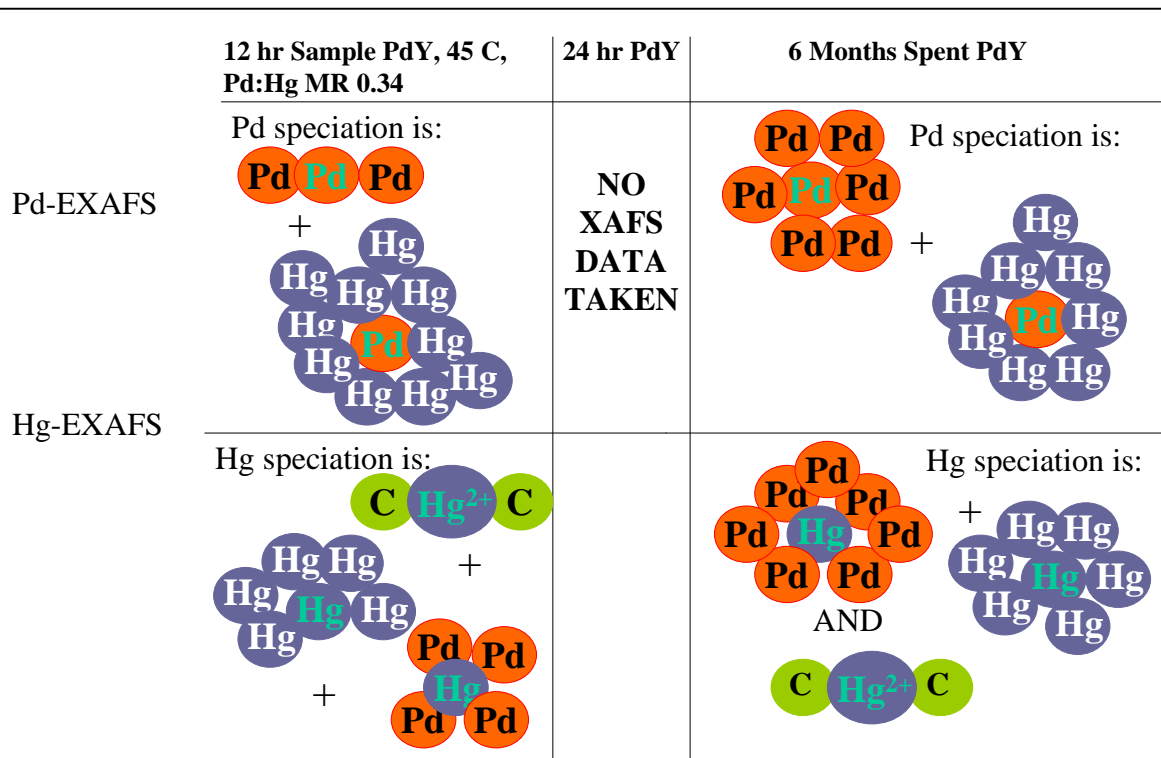 12 hr Sample PdY, 45 C,
Pd:Hg MR 0.34
24 hr PdY
6 Months Spent PdY
Pd-EXAFS
Pd speciation is:
Pd Pd Pd
+
Hg
Hg Hg Hg
Hg Pd Hg
Hg Hg Hg Hg
NO
XAFS
DATA
TAKEN
Pd Pd
Pd Pd Pd
Pd Pd
Pd speciation is:
+
Hg
Hg Hg
Hg Pd Hg
Hg Hg Hg
Hg-EXAFS
Hg speciation is:
C Hg²⁺ C
+
Hg Hg
Hg Hg Hg
Hg
+
Pd Pd
Hg
Pd Pd
Pd
Pd Pd
Pd Hg Pd
Pd Pd
Hg speciation is:
+
Hg Hg
Hg Hg Hg
Hg Hg
AND
C Hg²⁺ C